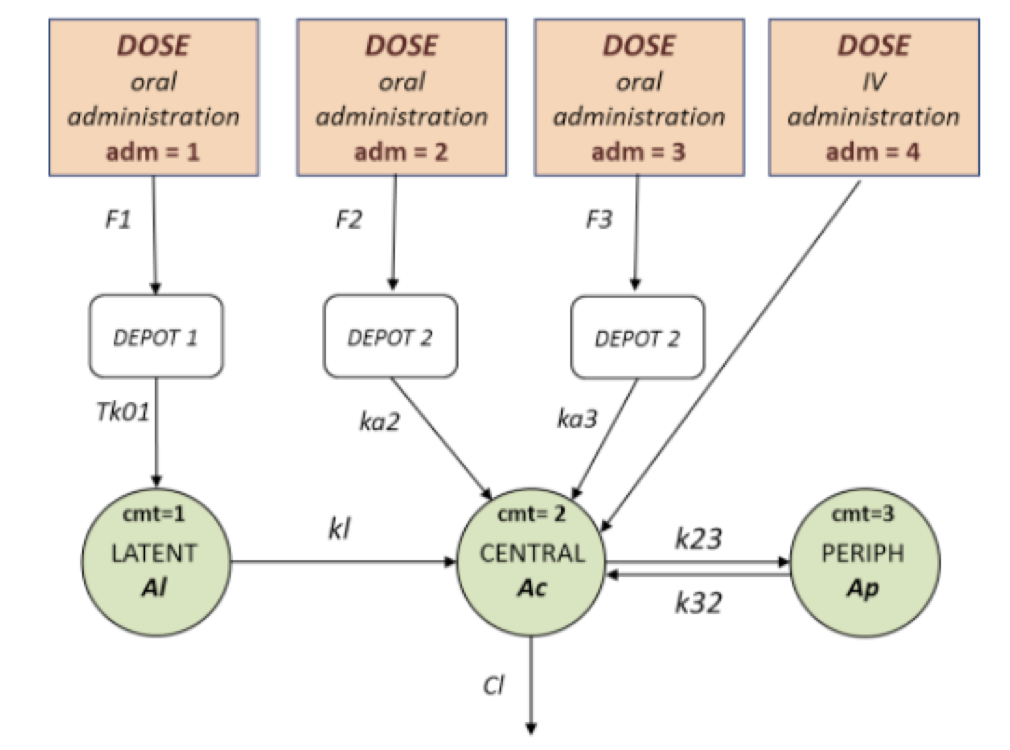 DOSE
oral
administration
adm = 1
DOSE
oral
administration
adm = 2
DOSE
oral
administration
adm = 3
DOSE
IV
administration
adm = 4
F1
F2
F3
DEPOT 1
DEPOT 2
DEPOT 2
Tk01
ka2
ka3
cmt=1
LATENT
Al
kl
cmt= 2
CENTRAL
Ac
k23
k32
cmt=3
PERIPH
Ap
Cl